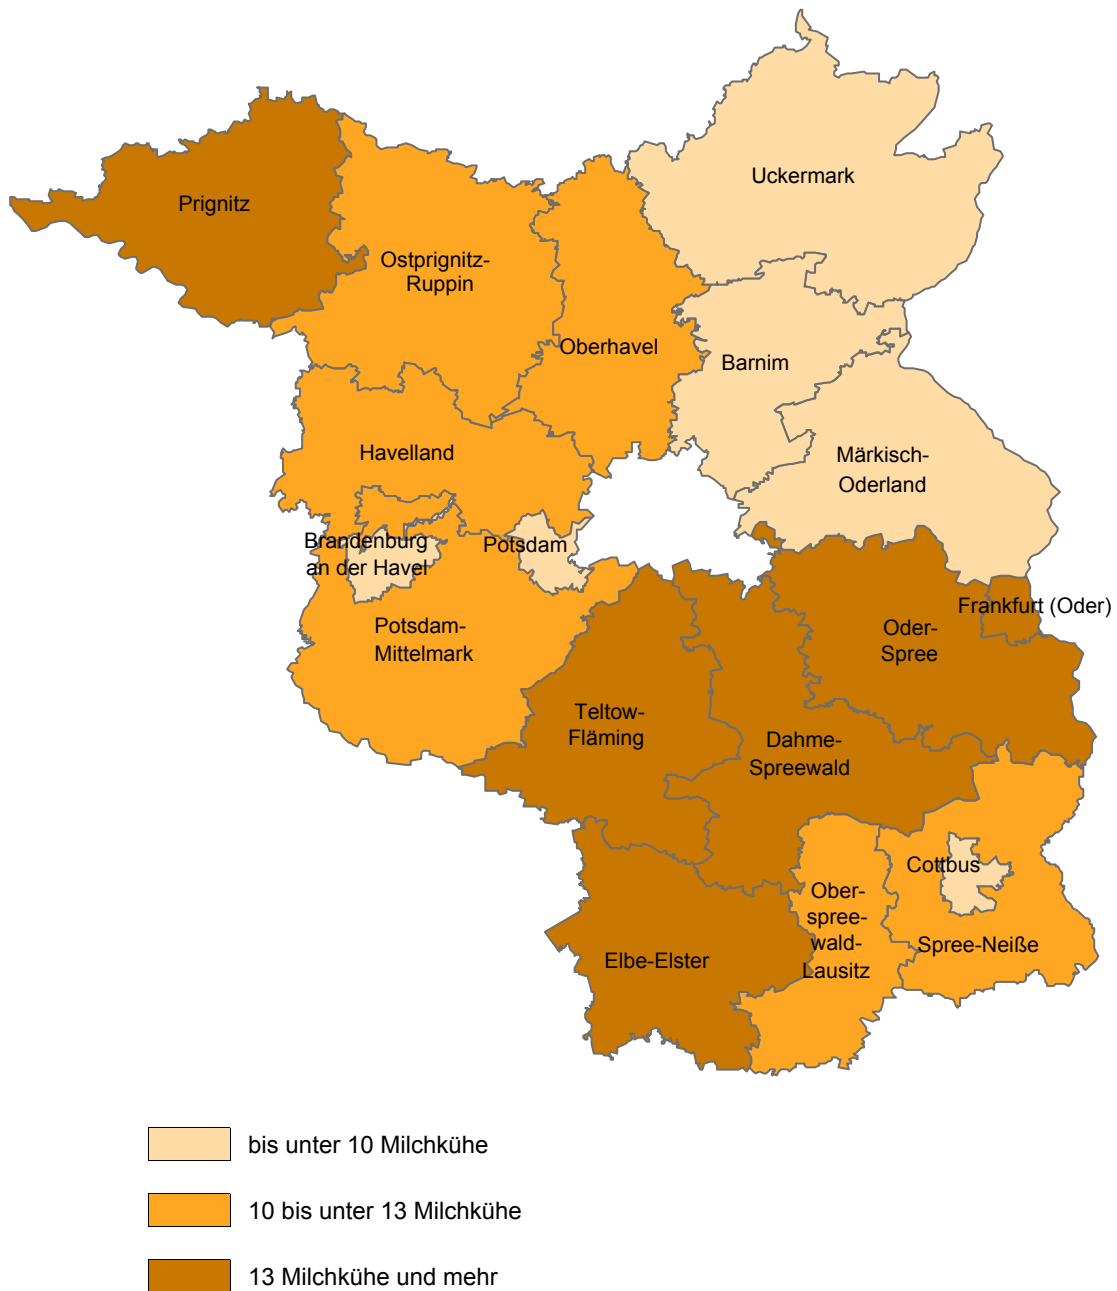 Uckermark
Prignitz
Ostprignitz-
Ruppin
Oberhavel
Barnim
Havelland
Märkisch-
Oderland
Brandenburg
an der Havel
Potsdam
Frankfurt (Oder)
Potsdam-
Mittelmark
Oder-
Spree
Teltow-
Fläming
Dahme-
Spreewald
Cottbus
Ober-
spree-
wald-
Lausitz
Spree-Neiße
Elbe-Elster
bis unter 10 Milchkühe
10 bis unter 13 Milchkühe
13 Milchkühe und mehr